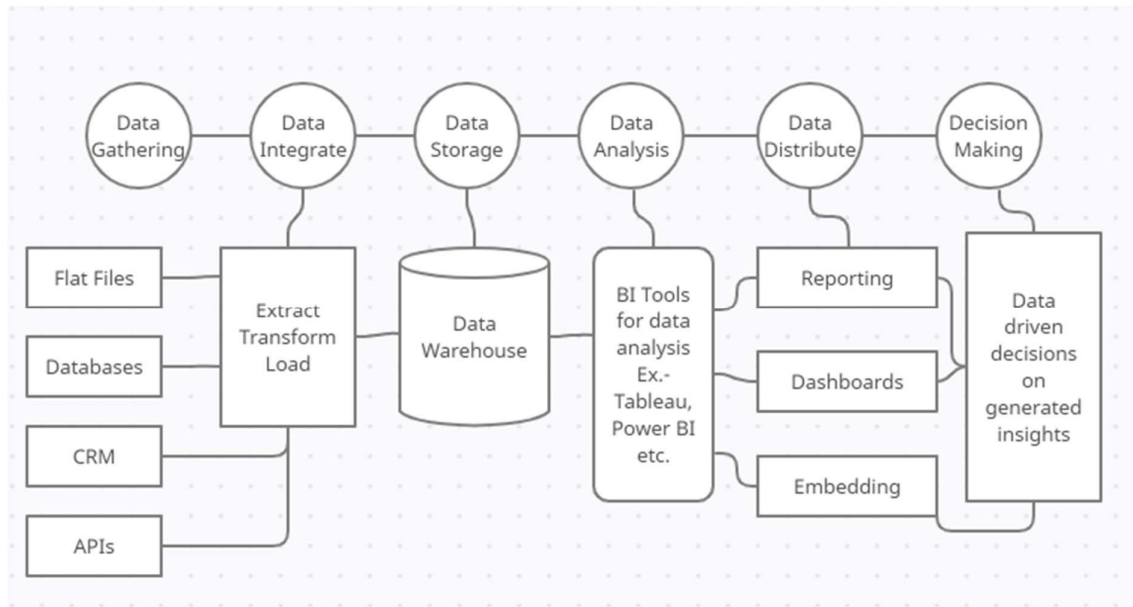 Data
Gathering
Data
Integrate
Data
Storage
Data
Analysis
Data
Distribute
Decision
Making
Flat Files
Databases
CRM
APIs
Extract
Transform
Load
Data
Warehouse
BI Tools
for data
analysis
Ex.-
Tableau,
Power BI
etc.
Reporting
Dashboards
Embedding
Data
driven
decisions
on
generated
insights